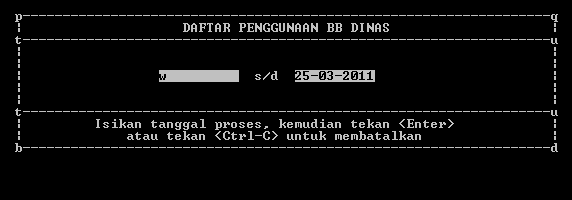 DAFTAR PENGGUNAAN BB DINAS
w s/d 25-03-2011
Isikan tanggal proses, kemudian tekan <Enter>
atau tekan <Ctrl-C> untuk membatalkan